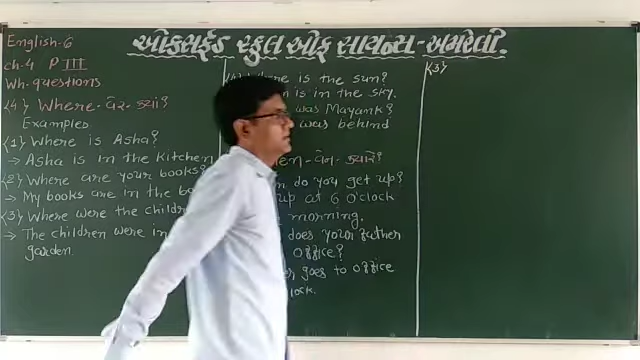 ઓક્સફર્ડ સ્કુલ ઓફ સાયન્સ - અમરેલી.
English-6
ch.4 P III
Wh. questions
(4) Where - વેર - ક્યાં?
Examples
(1) Where is Asha?
→ Asha is in the kitchen
(2) Where are your books?
→ My books are in the
(3) Where were the
→ The children were in
garden.
Where is the sun?
is in the sky.
was Mayank?
was behind
વેન - ક્યારે?
do you get up?
up at 6 o'clock
morning.
does your father
office?
goes to office
(3)